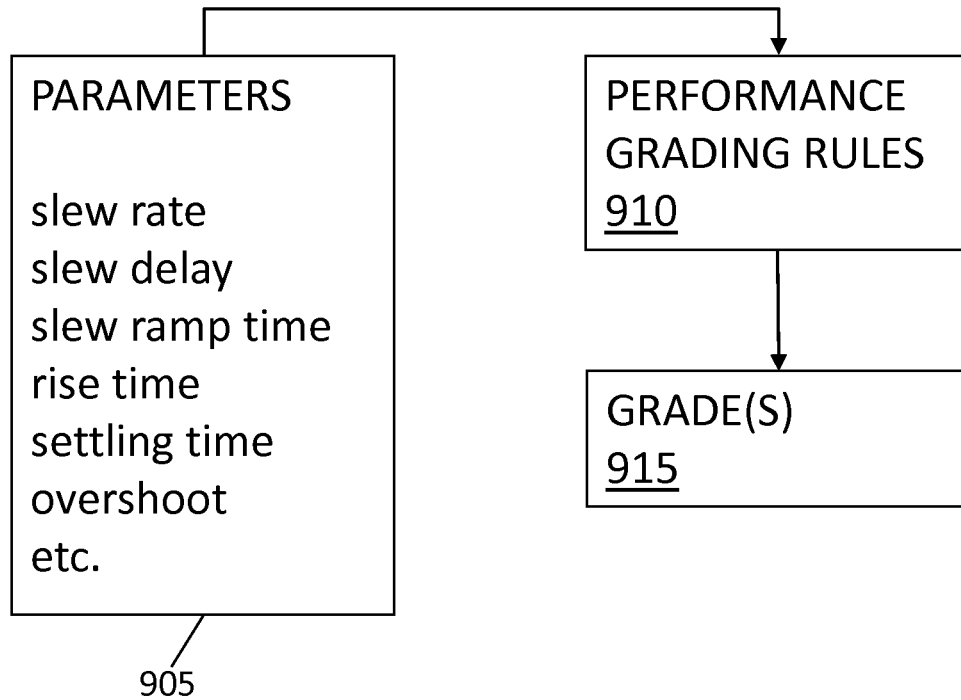 PARAMETERS
slew rate
slew delay
slew ramp time
rise time
settling time
overshoot
etc.
905
PERFORMANCE
GRADING RULES
910
GRADE(S)
915